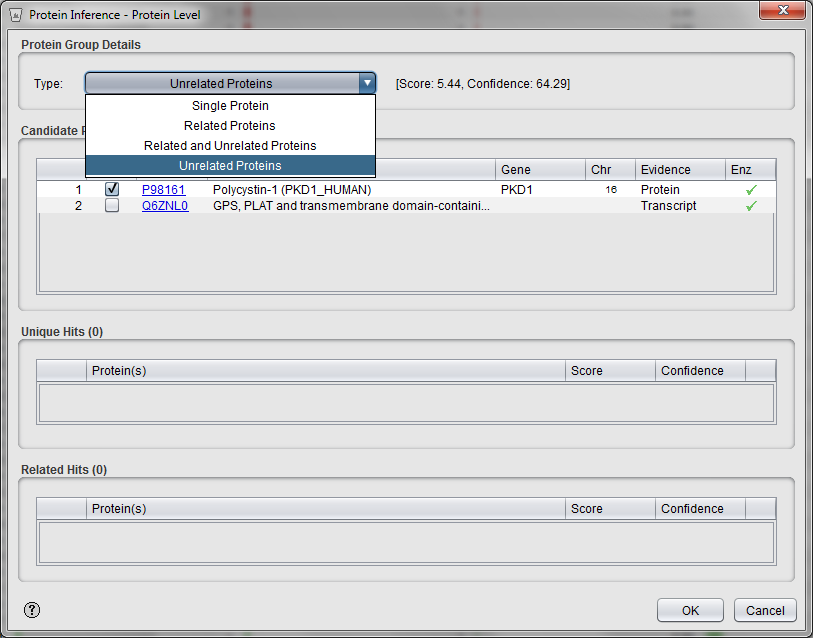 Protein Inference - Protein Level
Protein Group Details
Type: Unrelated Proteins [Score: 5.44, Confidence: 64.29]
Single Protein
Related Proteins
Related and Unrelated Proteins
Unrelated Proteins
Candidate P
Gene Chr Evidence Enz
1 P98161 Polycystin-1 (PKD1_HUMAN) PKD1 16 Protein
2 Q6ZNL0 GPS, PLAT and transmembrane domain-containi... Transcript
Unique Hits (0)
Protein(s) Score Confidence
Related Hits (0)
Protein(s) Score Confidence
?
OK Cancel